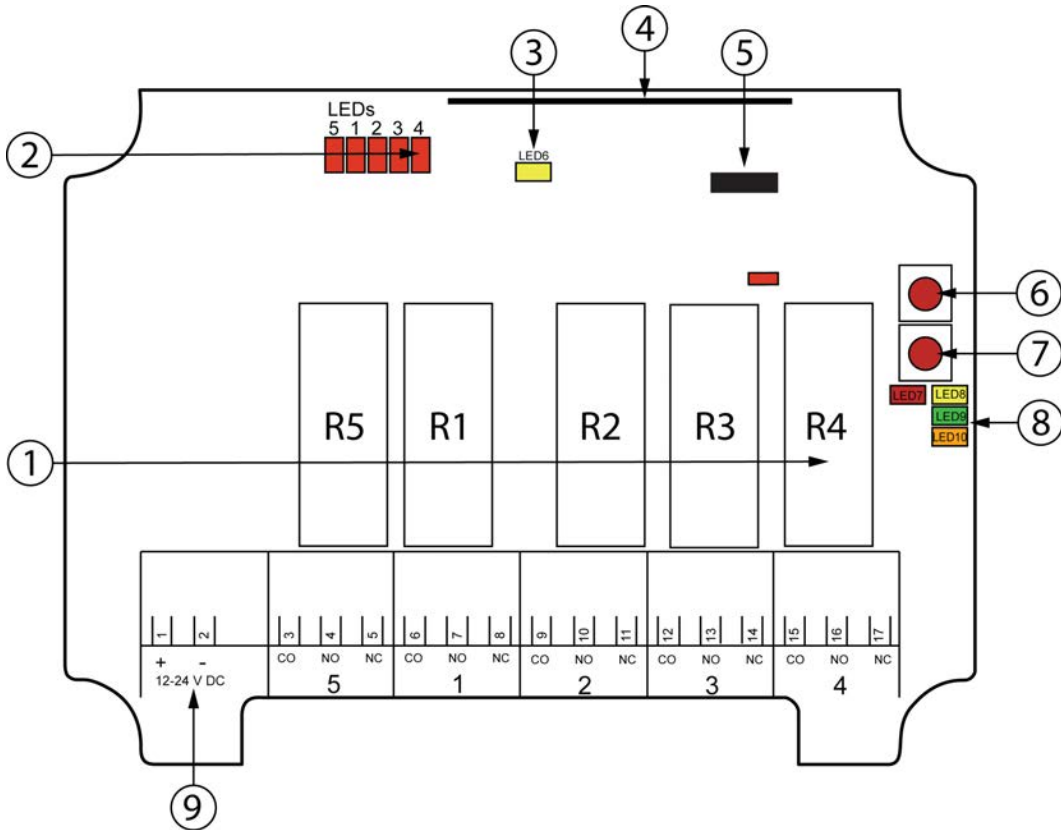 3 4 5
LEDs
5 1 2 3 4
2
LED6
6
7
LED7 LED8
LED9
LED10
8
R5 R1 R2 R3 R4
1
1 2 3 4 5 6 7 8 9 10 11 12 13 14 15 16 17
+ - CO NO NC CO NO NC CO NO NC CO NO NC CO NO NC
12-24 V DC
5 1 2 3 4
9